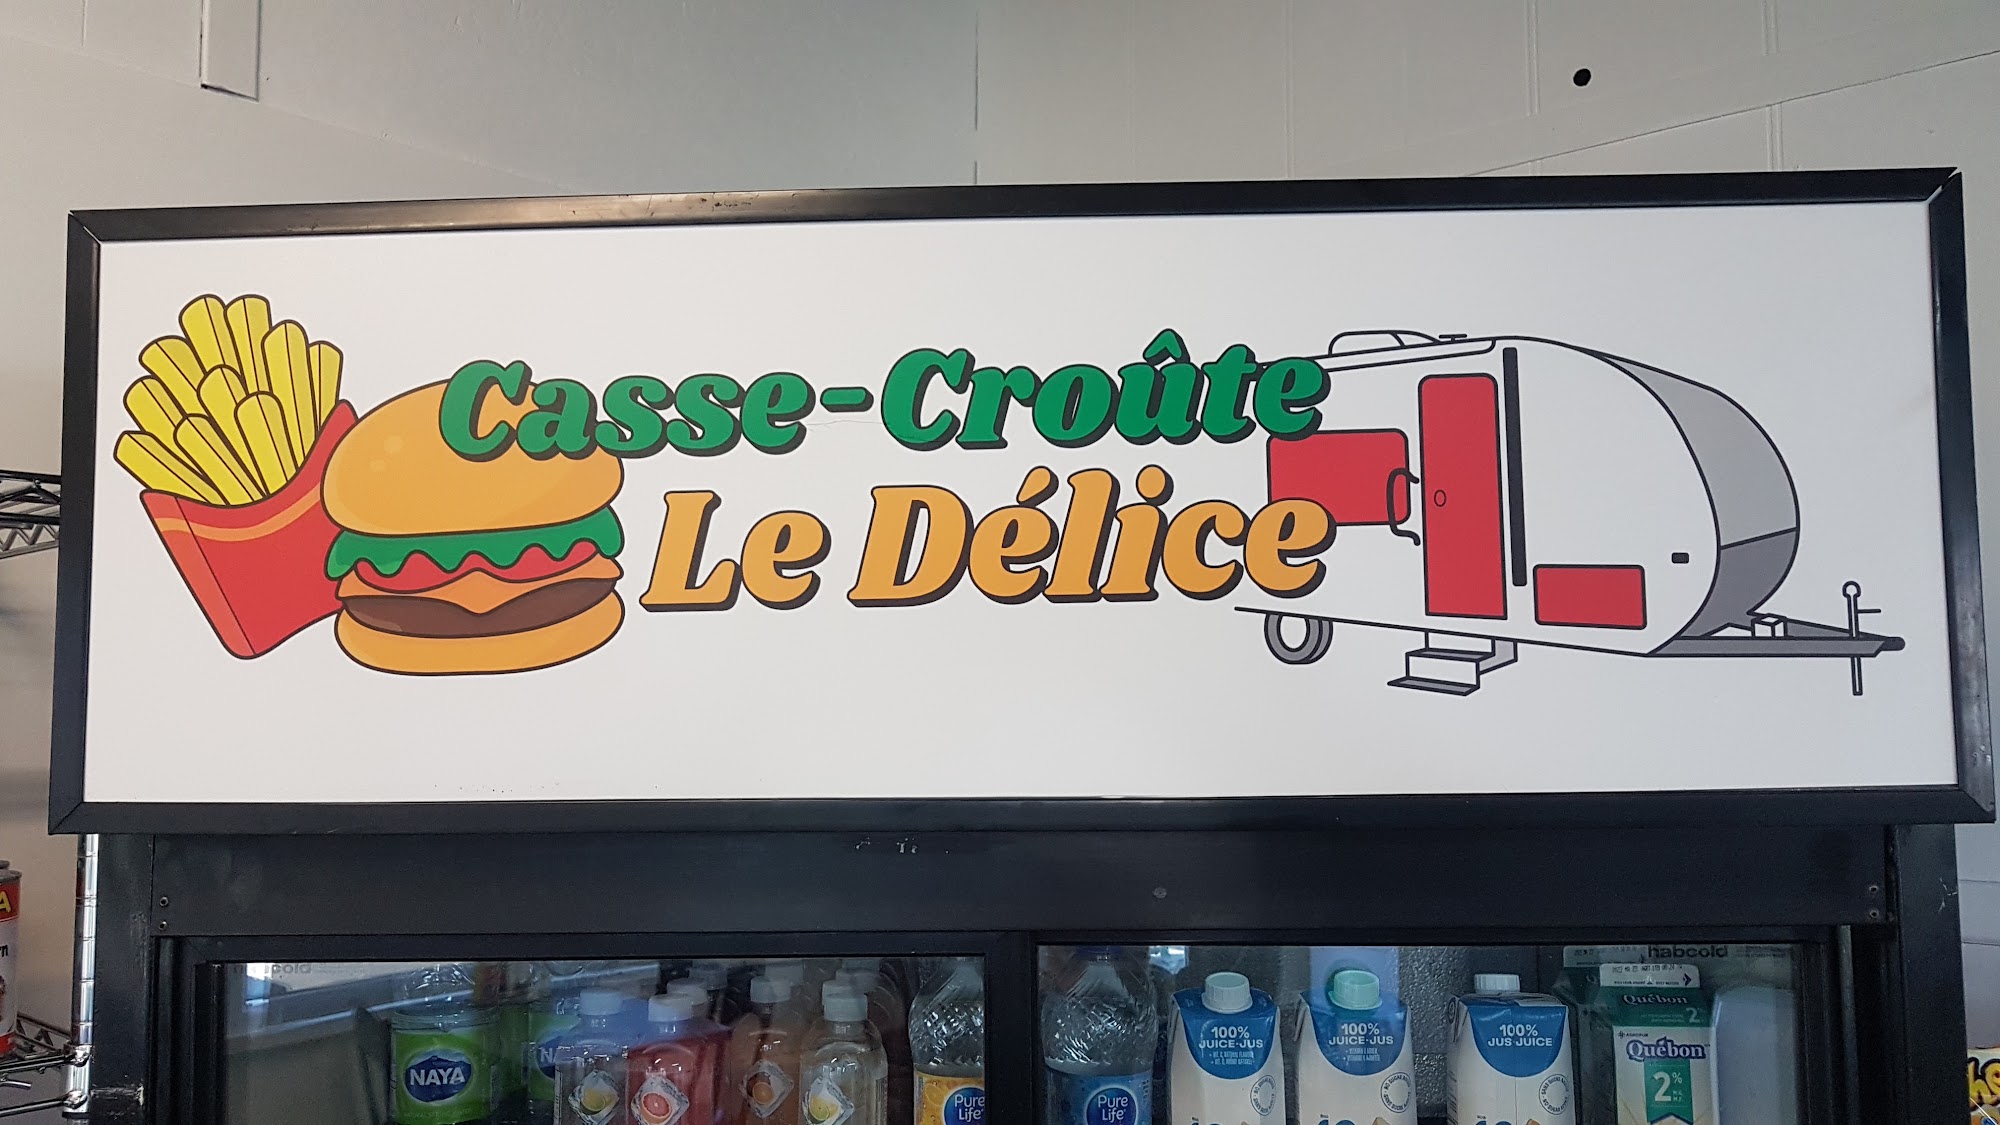 Casse-Croûte
Le Délice
habcold
NAYA
Pure
Life
Pure
Life
100%
JUICE•JUS
100%
JUICE•JUS
100%
JUS JUICE
Québon
2%
Québon
2%